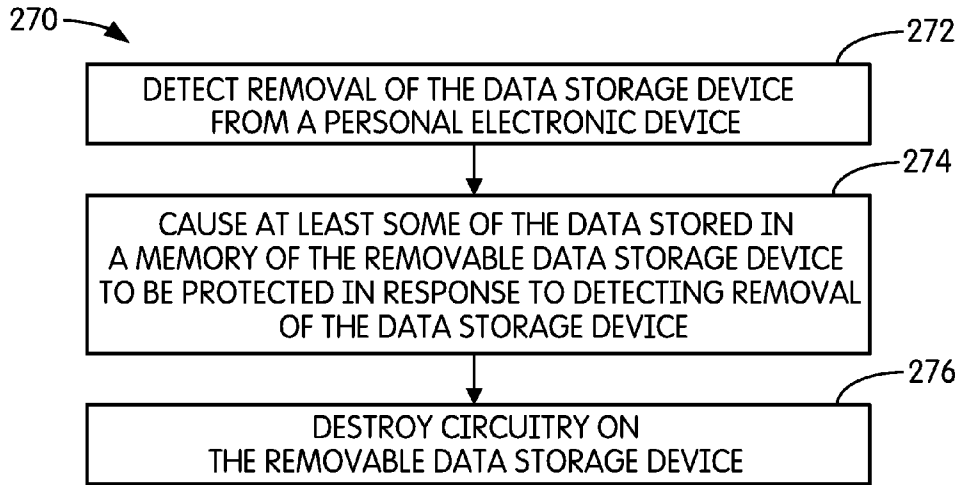 270
272
DETECT REMOVAL OF THE DATA STORAGE DEVICE
FROM A PERSONAL ELECTRONIC DEVICE
274
CAUSE AT LEAST SOME OF THE DATA STORED IN
A MEMORY OF THE REMOVABLE DATA STORAGE DEVICE
TO BE PROTECTED IN RESPONSE TO DETECTING REMOVAL
OF THE DATA STORAGE DEVICE
276
DESTROY CIRCUITRY ON
THE REMOVABLE DATA STORAGE DEVICE